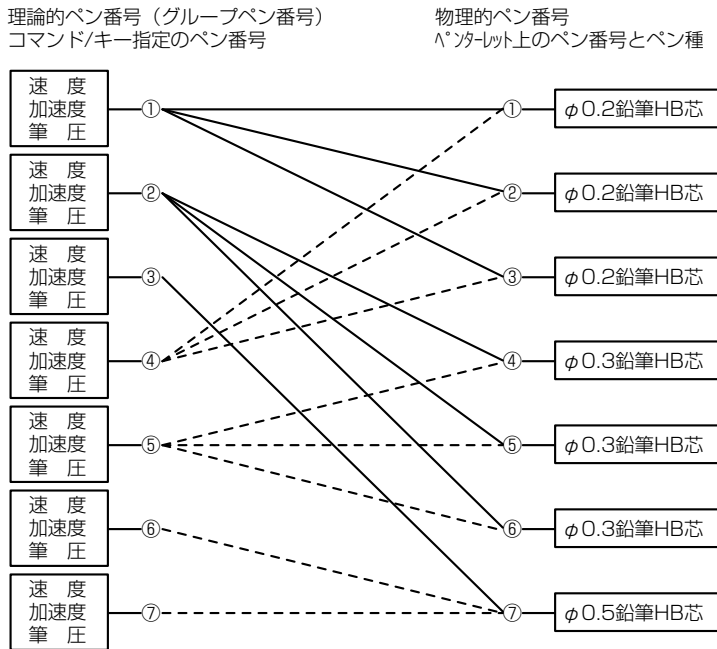 理論的ペン番号（グループペン番号）
コマンド/キー指定のペン番号
物理的ペン番号
ﾍﾟﾝﾀｰﾚｯﾄ上のペン番号とペン種
速　度
加速度
筆　圧
①
①
φ0.2鉛筆HB芯
速　度
加速度
筆　圧
②
②
φ0.2鉛筆HB芯
速　度
加速度
筆　圧
③
③
φ0.2鉛筆HB芯
速　度
加速度
筆　圧
④
④
φ0.3鉛筆HB芯
速　度
加速度
筆　圧
⑤
⑤
φ0.3鉛筆HB芯
速　度
加速度
筆　圧
⑥
⑥
φ0.3鉛筆HB芯
速　度
加速度
筆　圧
⑦
⑦
φ0.5鉛筆HB芯